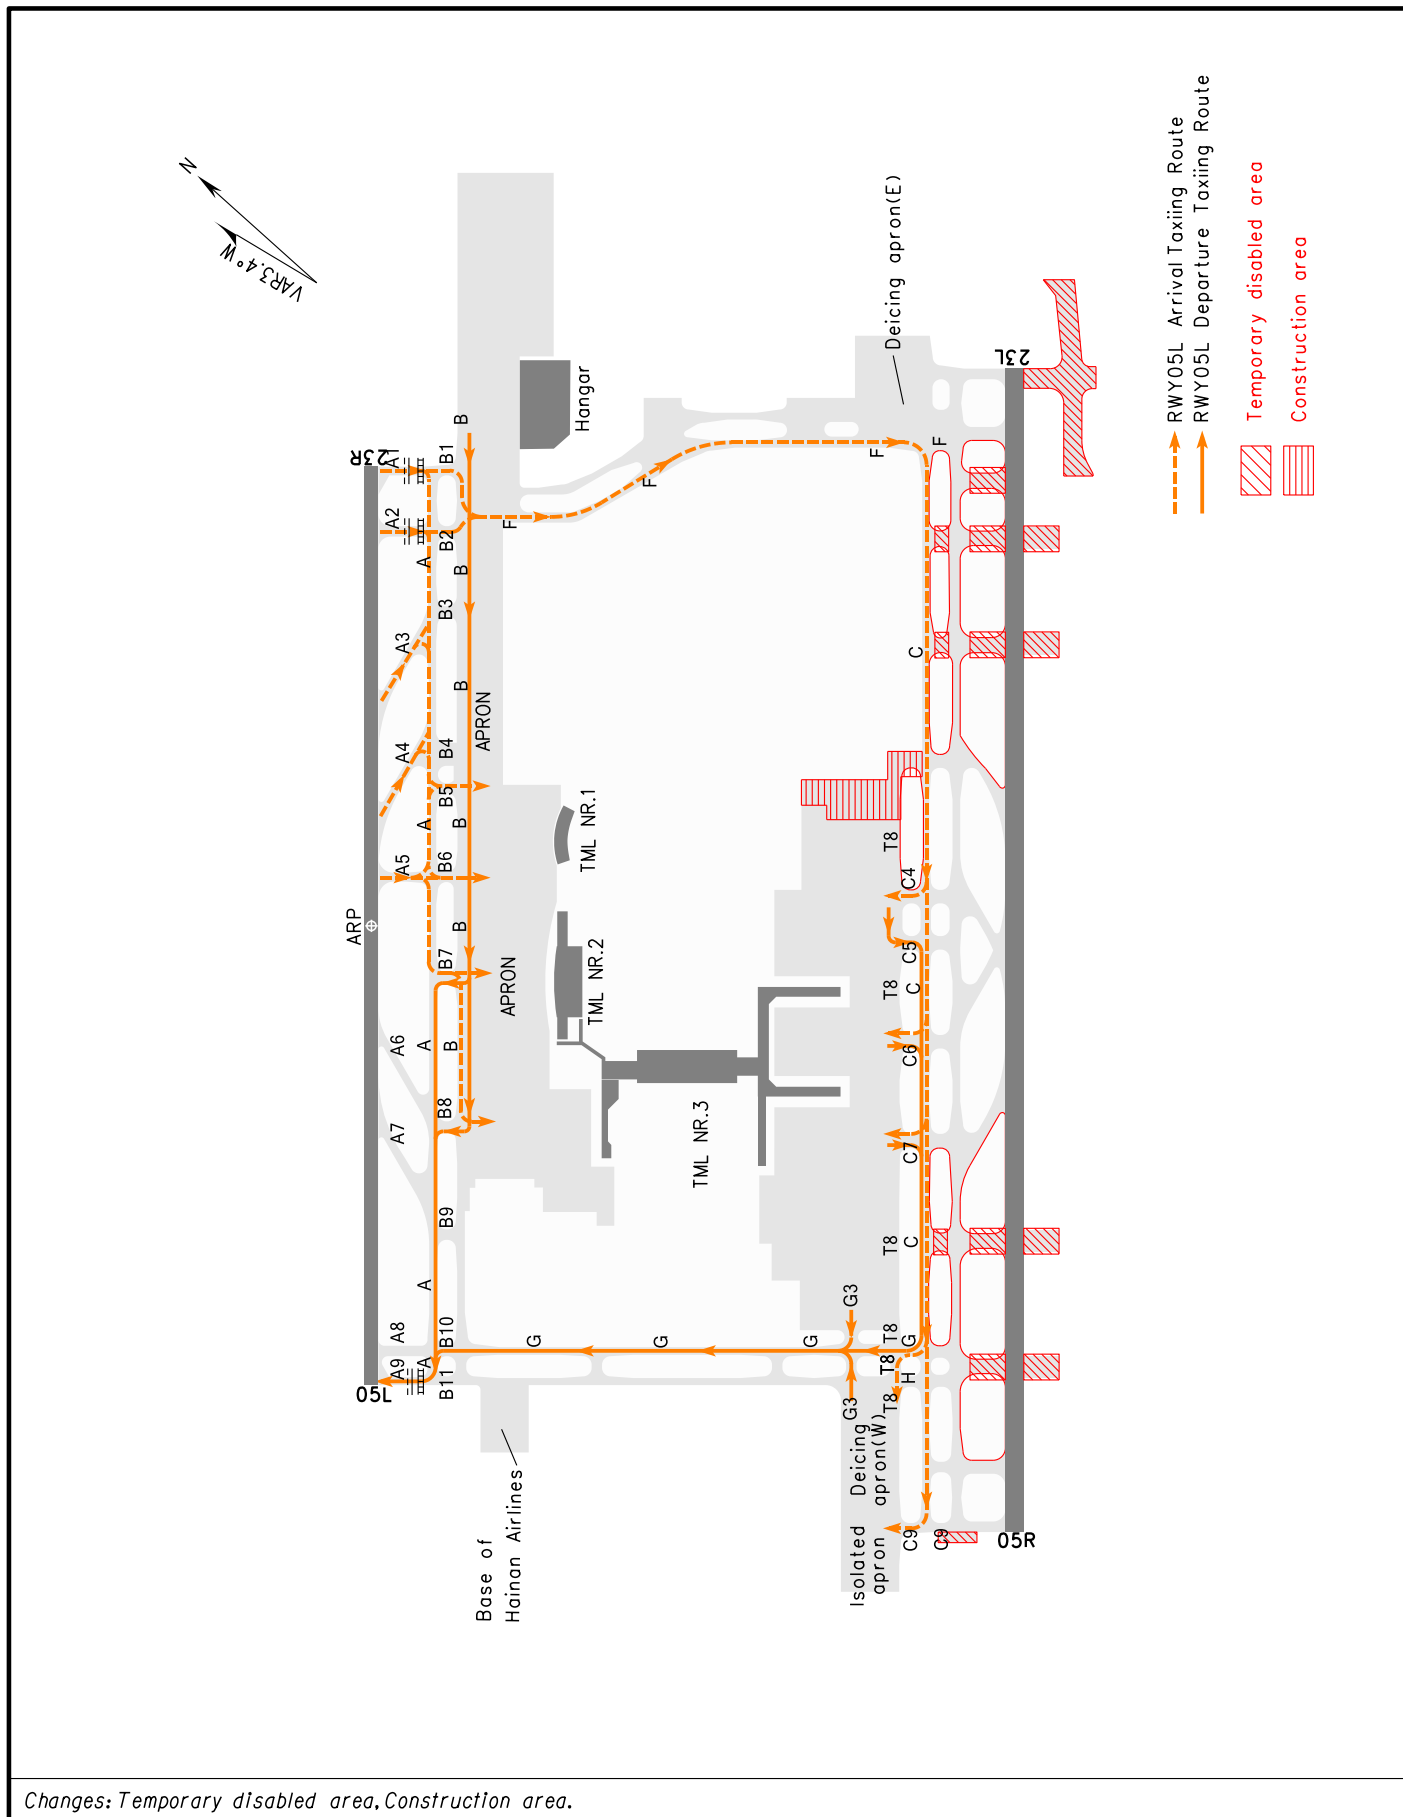 N
VAR3.4°W
RWY05L Arrival Taxiing Route
RWY05L Departure Taxiing Route
Temporary disabled area
Construction area
Deicing apron(E)
23L
Hangar
B
23R
A1
B1
F
F
A2
F
F
B2
A
B
B3
A3
C
B
APRON
A4
B4
B5
A
B
TML NR.1
T8
A5
B6
C4
ARP
B
B7
APRON
TML NR.2
C5
T8
C
A6
A
B
C6
B8
A7
TML NR.3
C7
B9
T8
C
A
G3
A8
B10
G
G
G
T8
G
A9
A
B11
T8
H
05L
G3
T8
Deicing
apron(W)
Isolated
apron
C9
C9
05R
Base of
Hainan Airlines
Changes: Temporary disabled area, Construction area.